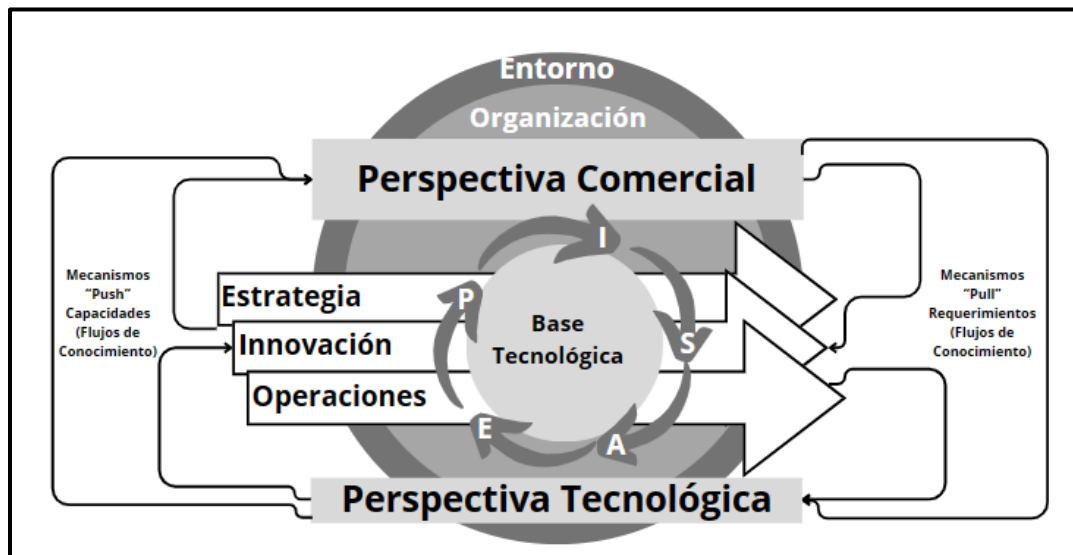 Entorno
Organización
Perspectiva Comercial
I
Mecanismos
“Push”
Capacidades
(Flujos de
Conocimiento)
Estrategia
P
Innovación
Base
Tecnológica
S
Mecanismos
“Pull”
Requerimientos
(Flujos de
Conocimiento)
Operaciones
E
A
Perspectiva Tecnológica